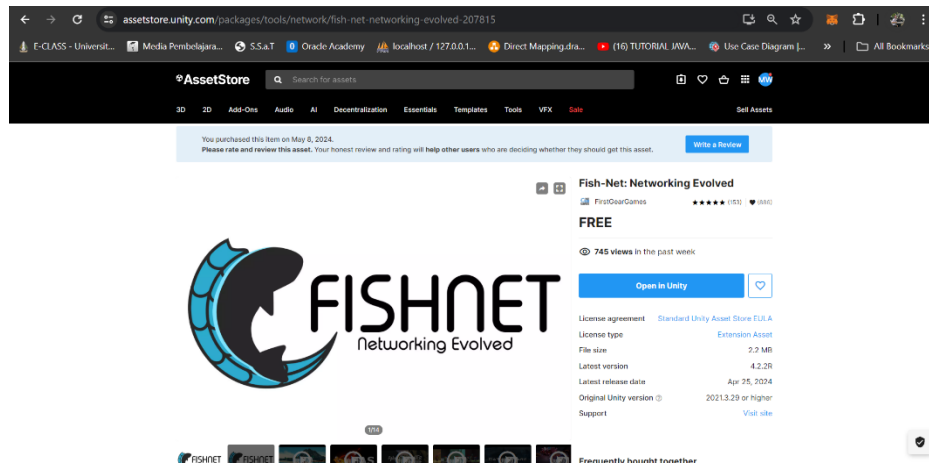 assetstore.unity.com/packages/tools/network/fish-net-networking-evolved-207815
E-CLASS - Universit... Media Pembelajara... S.S.a.T Oracle Academy localhost / 127.0.0.1... Direct Mapping.dra... (16) TUTORIAL JAVA... Use Case Diagram |... » All Bookmarks
AssetStore Search for assets MW
3D 2D Add-Ons Audio AI Decentralization Essentials Templates Tools VFX Sale Sell Assets
You purchased this item on May 8, 2024.
Please rate and review this asset. Your honest review and rating will help other users who are deciding whether they should get this asset.
Write a Review
FISHNET
Networking Evolved
1/14
FISHNET FISHNET
Fish-Net: Networking Evolved
FirstGearGames ★★★★★ (153) (886)
FREE
745 views in the past week
Open in Unity
License agreement Standard Unity Asset Store EULA
License type Extension Asset
File size 2.2 MB
Latest version 4.2.2R
Latest release date Apr 25, 2024
Original Unity version 2021.3.29 or higher
Support Visit site
Frequently bought together